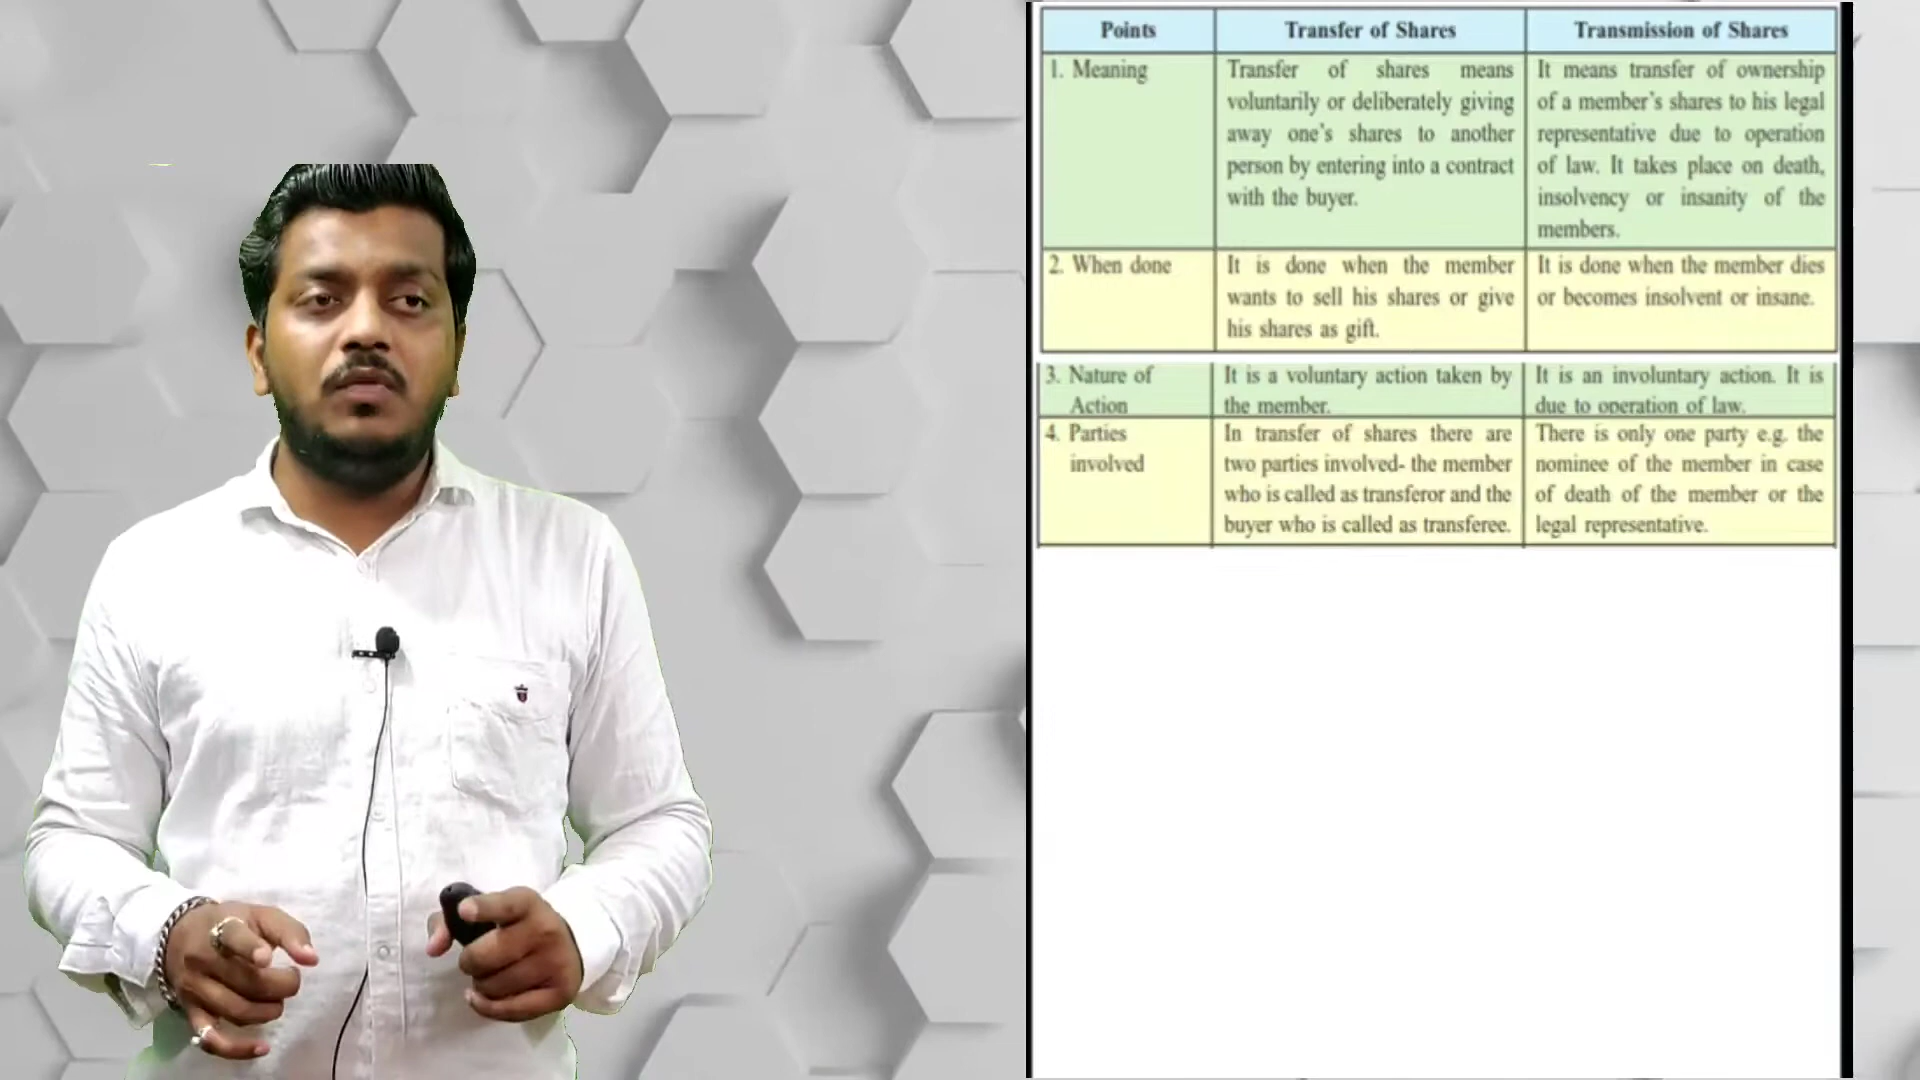 Points Transfer of Shares Transmission of Shares
1. Meaning
Transfer of shares means
voluntarily or deliberately giving
away one's shares to another
person by entering into a contract
with the buyer.
It means transfer of ownership
of a member's shares to his legal
representative due to operation
of law. It takes place on death,
insolvency or insanity of the
members.
2. When done
It is done when the member
wants to sell his shares or give
his shares as gift.
It is done when the member dies
or becomes insolvent or insane.
3. Nature of
Action
It is a voluntary action taken by
the member.
It is an involuntary action. It is
due to operation of law.
4. Parties
involved
In transfer of shares there are
two parties involved- the member
who is called as transferor and the
buyer who is called as transferee.
There is only one party e.g. the
nominee of the member in case
of death of the member or the
legal representative.